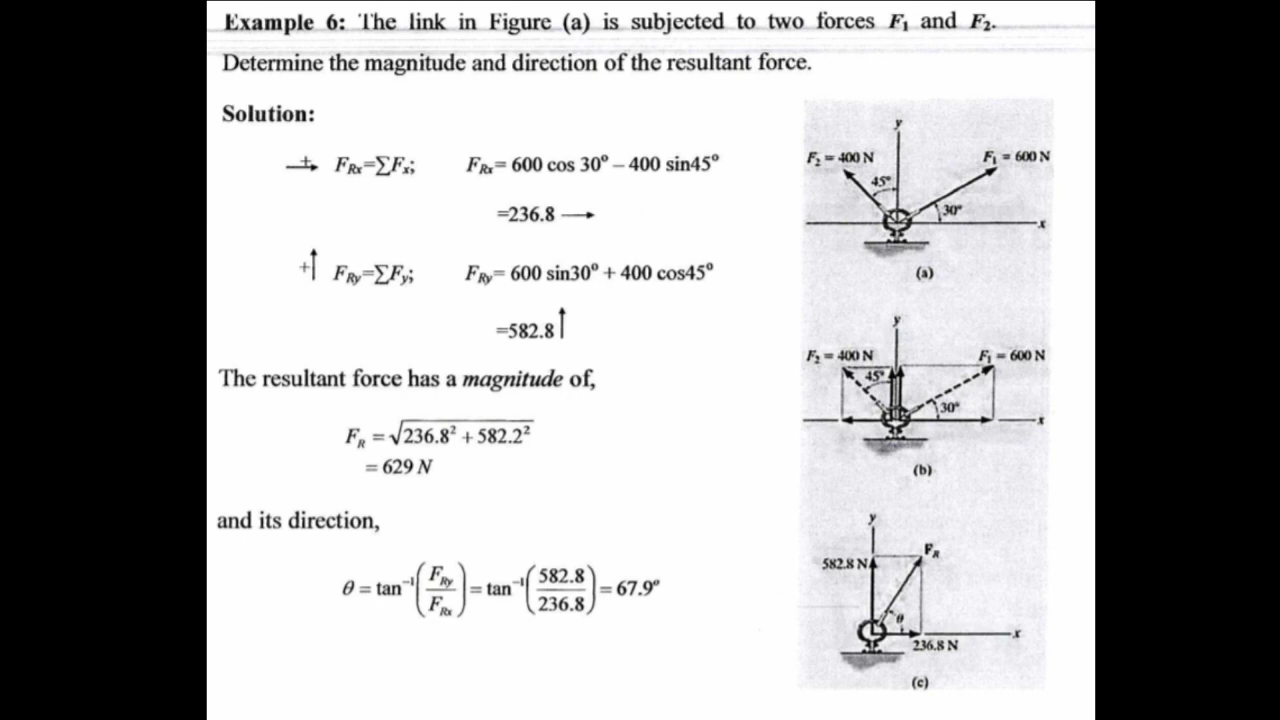 Example 6: The link in Figure (a) is subjected to two forces F₁ and F₂.
Determine the magnitude and direction of the resultant force.
Solution:
→+ F_Rx=∑Fₓ; F_Rx= 600 cos 30° – 400 sin45°
=236.8 →
+↑ F_Ry=∑F_y; F_Ry= 600 sin30° + 400 cos45°
=582.8↑
The resultant force has a magnitude of,
F_R = √236.8² + 582.2²
= 629 N
and its direction,
θ = tan⁻¹(F_Ry/F_Rx) = tan⁻¹(582.8/236.8) = 67.9°
y
F₂ = 400 N
F₁ = 600 N
45°
30°
x
(a)
y
F₂ = 400 N
F₁ = 600 N
45°
30°
x
(b)
y
F_R
582.8 N
θ
x
236.8 N
(c)